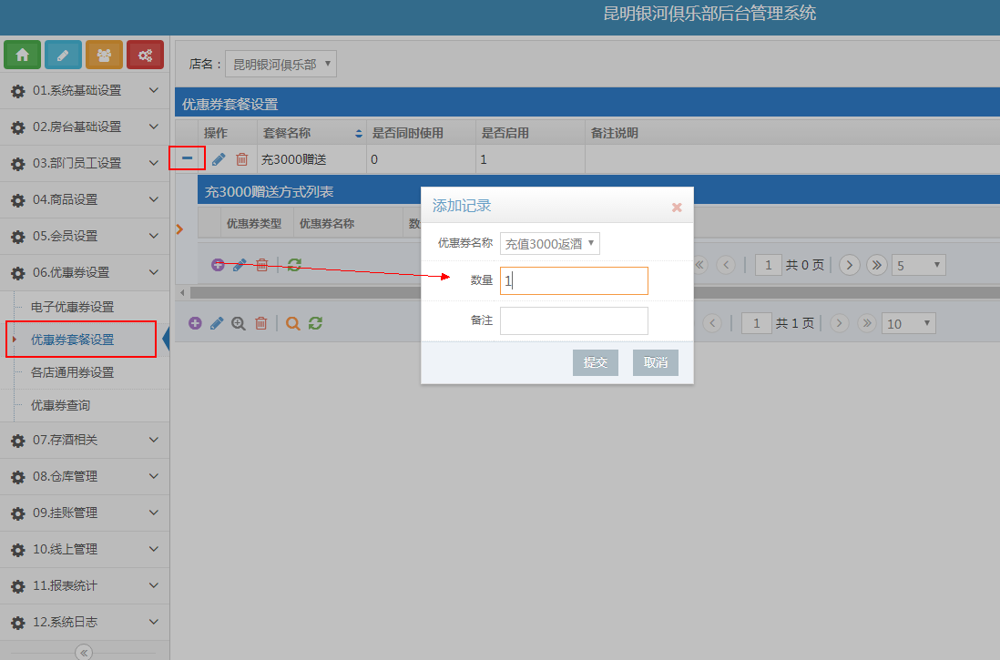 昆明银河俱乐部后台管理系统
店名： 昆明银河俱乐部
01.系统基础设置
02.房台基础设置
03.部门员工设置
04.商品设置
05.会员设置
06.优惠券设置
电子优惠券设置
优惠券套餐设置
各店通用券设置
优惠券查询
07.存酒相关
08.仓库管理
09.挂账管理
10.线上管理
11.报表统计
12.系统日志
优惠券套餐设置
操作 套餐名称 是否同时使用 是否启用 备注说明
充3000赠送 0 1
充3000赠送方式列表
优惠券类型 优惠券名称 数
1 共 0 页 5
1 共 1 页 10
添加记录
优惠券名称 充值3000返酒
数量 1
备注
提交 取消